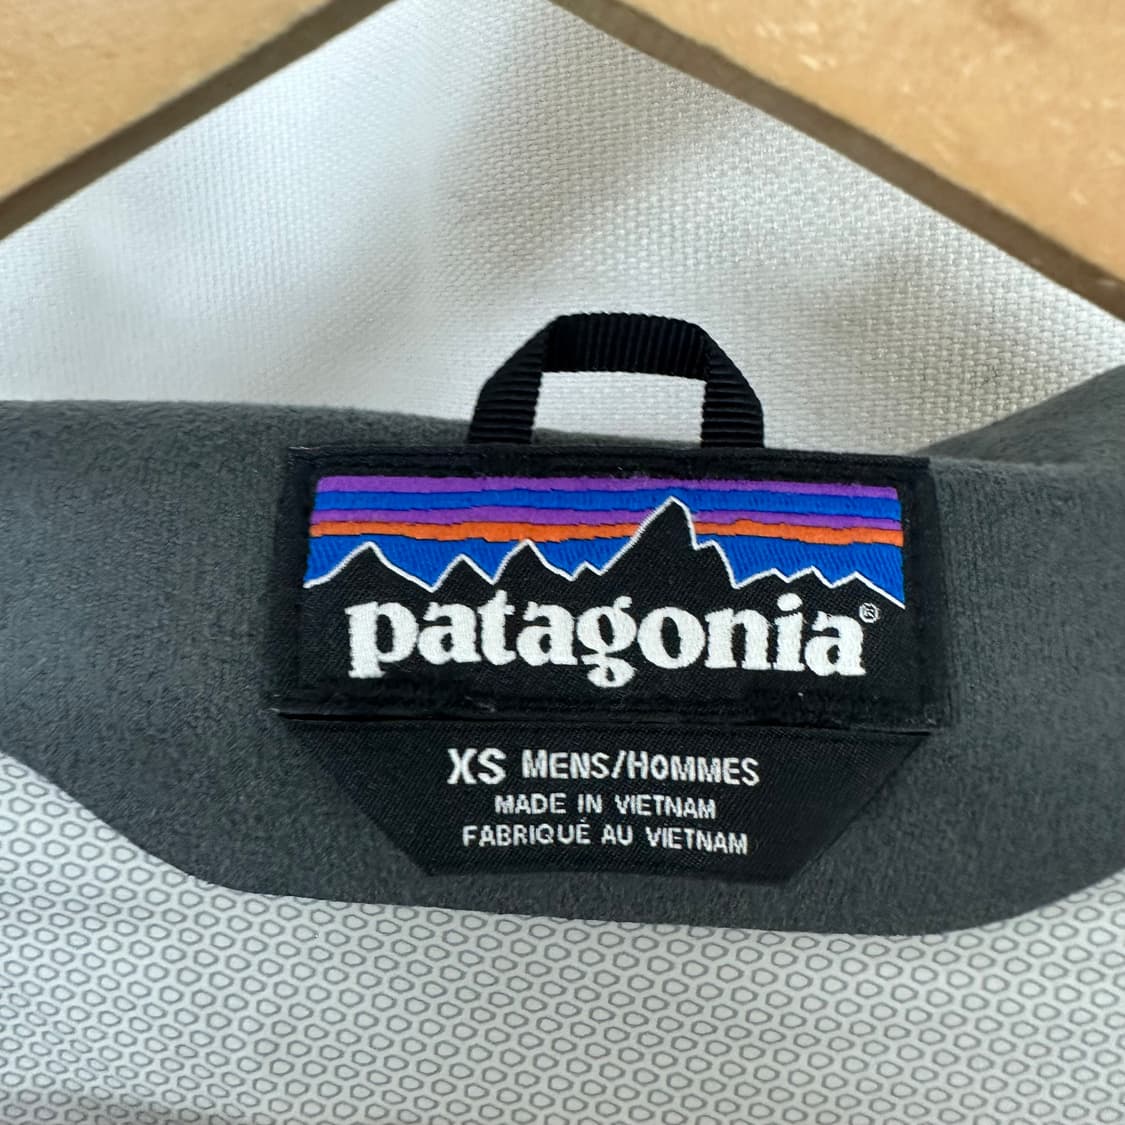 patagonia®
XS MENS/HOMMES
MADE IN VIETNAM
FABRIQUÉ AU VIETNAM